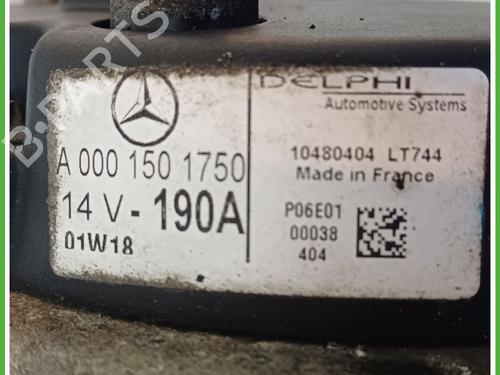 B-PARTS
DELPHI
Automotive Systems
A 000 150 1750
14 V - 190A
01W18
10480404 LT744
Made in France
P06E01
00038
404